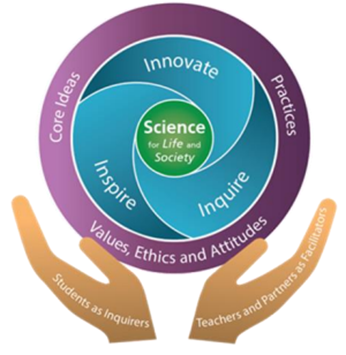 Core Ideas
Practices
Values, Ethics and Attitudes
Innovate
Inspire
Inquire
Science
for Life and
Society
Students as Inquirers
Teachers and Partners as Facilitators